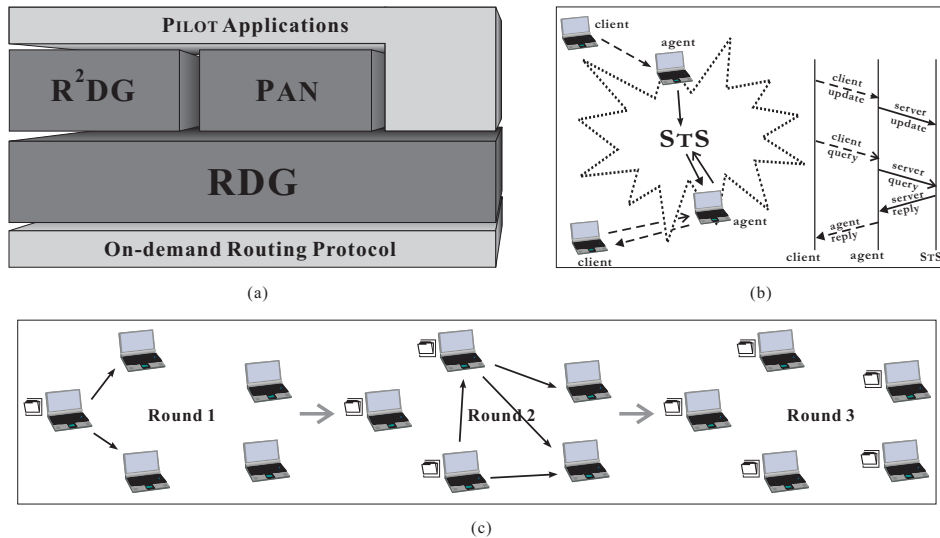 PILOT Applications
R²DG
PAN
RDG
On-demand Routing Protocol
(a)
client
agent
STS
agent
client
client
update
server
update
client
query
server
query
server
reply
agent
reply
client agent STS
(b)
Round 1
Round 2
Round 3
(c)